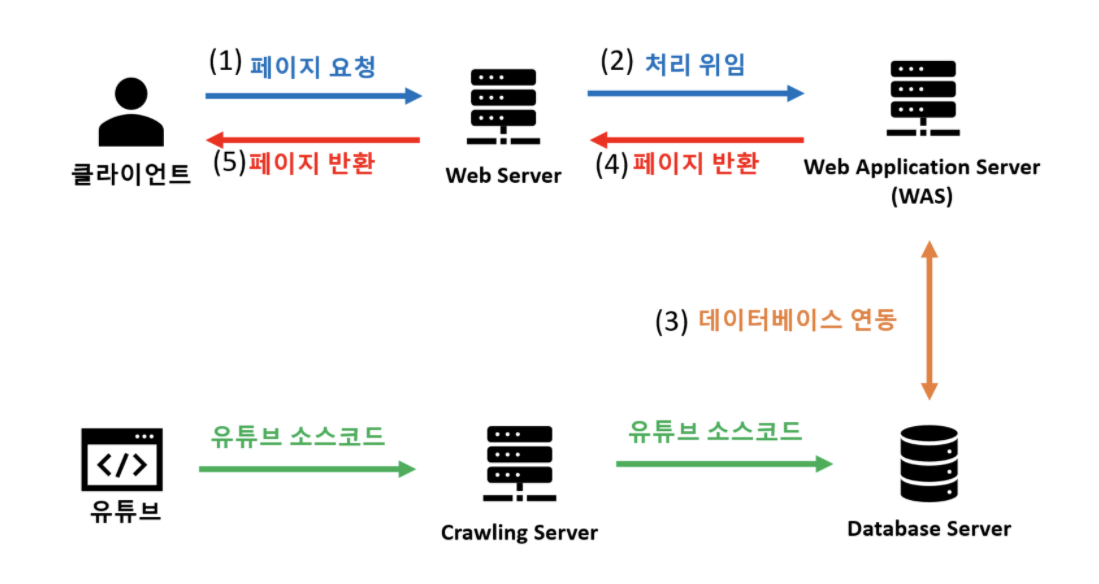 (1) 페이지 요청
(2) 처리 위임
(5) 페이지 반환
(4) 페이지 반환
클라이언트
Web Server
Web Application Server
(WAS)
(3) 데이터베이스 연동
유튜브 소스코드
유튜브 소스코드
</>
유튜브
Crawling Server
Database Server